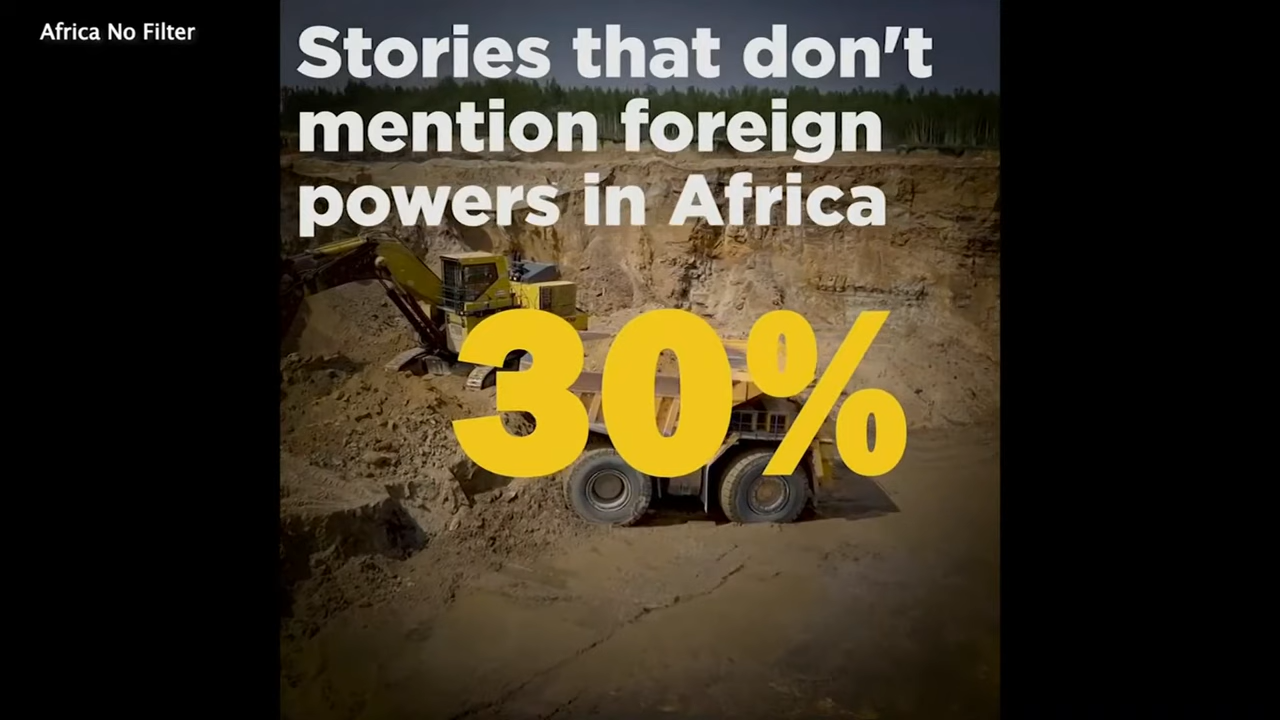 Africa No Filter
Stories that don't
mention foreign
powers in Africa
30%